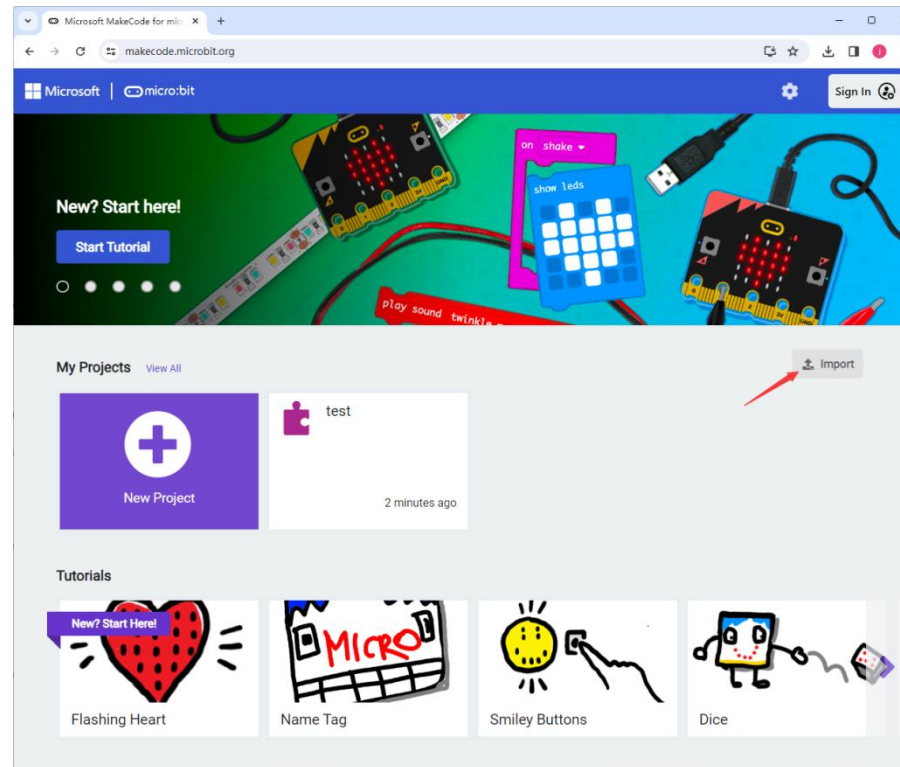 Microsoft MakeCode for mic
makecode.microbit.org
Microsoft micro:bit
Sign In
on shake
show leds
New? Start here!
Start Tutorial
play sound twinkle
My Projects View All
Import
test
New Project
2 minutes ago
Tutorials
New? Start Here!
MICRO
Flashing Heart
Name Tag
Smiley Buttons
Dice